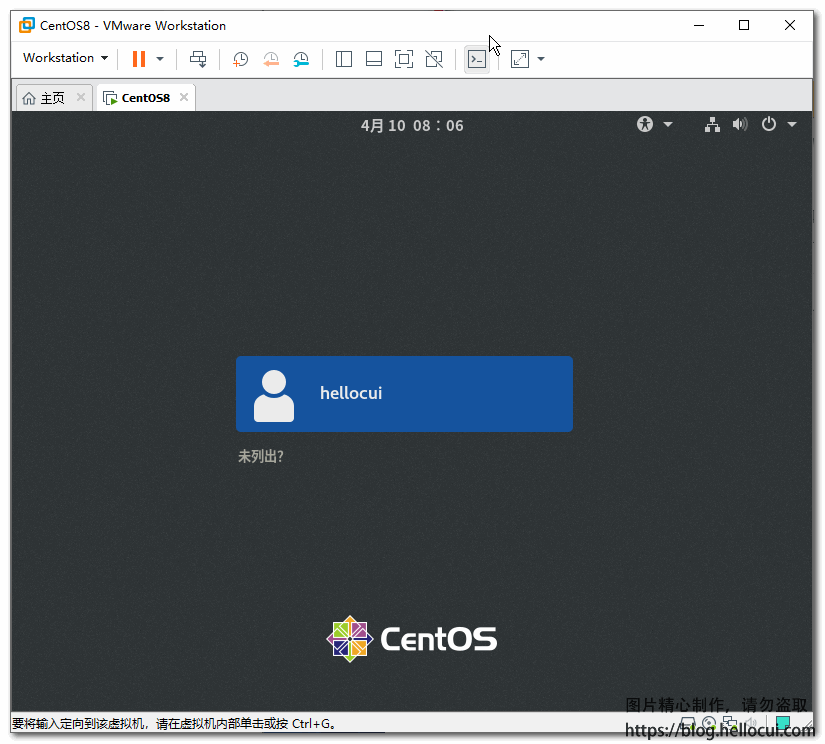 CentOS8 - VMware Workstation
Workstation
主页
CentOS8
4月 10 08：06
hellocui
未列出?
CentOS
图片精心制作，请勿盗取
要将输入定向到该虚拟机，请在虚拟机内部单击或按 Ctrl+G。
https://blog.hellocui.com